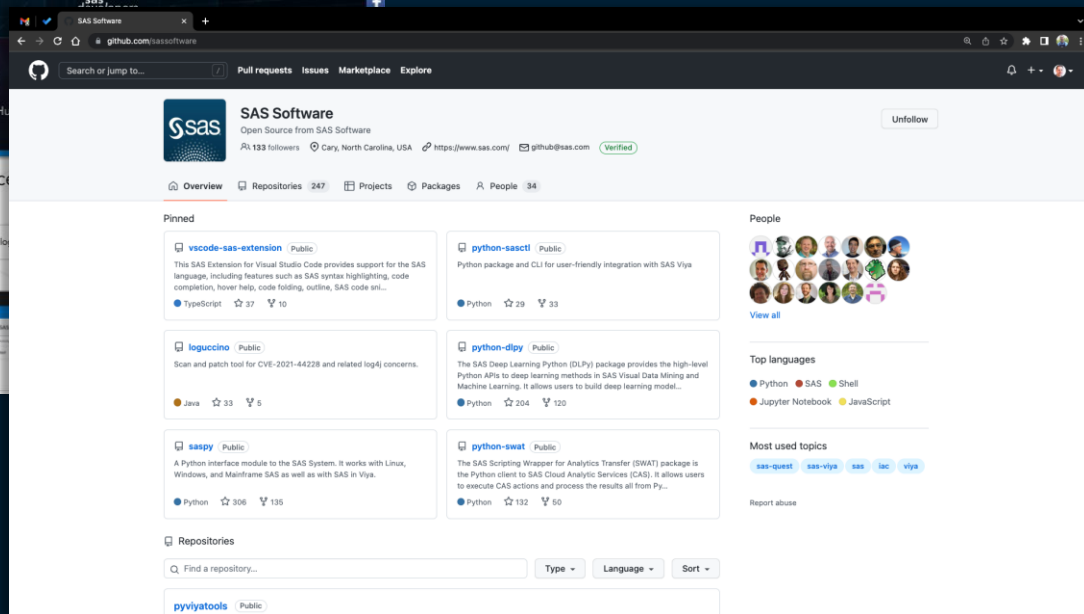 SAS Software
github.com/sassoftware
Search or jump to... /
Pull requests Issues Marketplace Explore
sas
SAS Software
Open Source from SAS Software
133 followers Cary, North Carolina, USA https://www.sas.com/ github@sas.com Verified
Unfollow
Overview Repositories 247 Projects Packages People 34
Pinned
vscode-sas-extension Public
This SAS Extension for Visual Studio Code provides support for the SAS
language, including features such as SAS syntax highlighting, code
completion, hover help, code folding, outline, SAS code sni...
TypeScript 37 10
python-sasctl Public
Python package and CLI for user-friendly integration with SAS Viya
Python 29 33
loguccino Public
Scan and patch tool for CVE-2021-44228 and related log4j concerns.
Java 33 5
python-dlpy Public
The SAS Deep Learning Python (DLPy) package provides the high-level
Python APIs to deep learning methods in SAS Visual Data Mining and
Machine Learning. It allows users to build deep learning model...
Python 204 120
saspy Public
A Python interface module to the SAS System. It works with Linux,
Windows, and Mainframe SAS as well as with SAS in Viya.
Python 306 135
python-swat Public
The SAS Scripting Wrapper for Analytics Transfer (SWAT) package is
the Python client to SAS Cloud Analytic Services (CAS). It allows users
to execute CAS actions and process the results all from Py...
Python 132 50
People
View all
Top languages
Python SAS Shell
Jupyter Notebook JavaScript
Most used topics
sas-quest sas-viya sas iac viya
Report abuse
Repositories
Find a repository...
Type Language Sort
pyviyatools Public